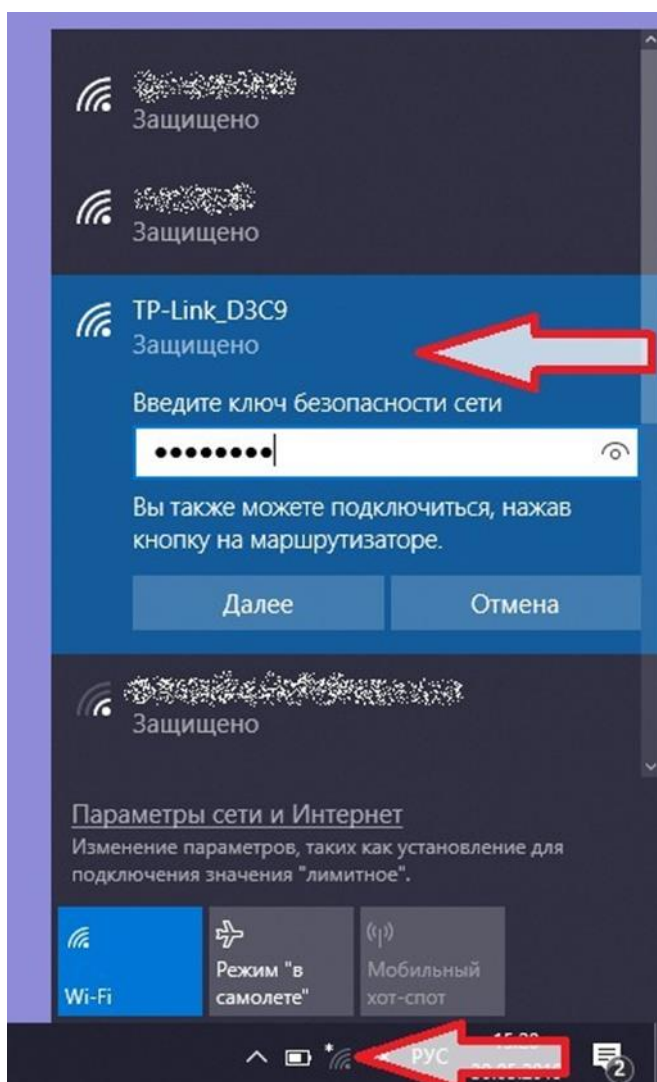 Защищено
Защищено
TP-Link_D3C9
Защищено
Введите ключ безопасности сети
Вы также можете подключиться, нажав
кнопку на маршрутизаторе.
Далее
Отмена
Защищено
Параметры сети и Интернет
Изменение параметров, таких как установление для
подключения значения "лимитное".
Wi-Fi
Режим "в
самолете"
Мобильный
хот-спот
РУС
2